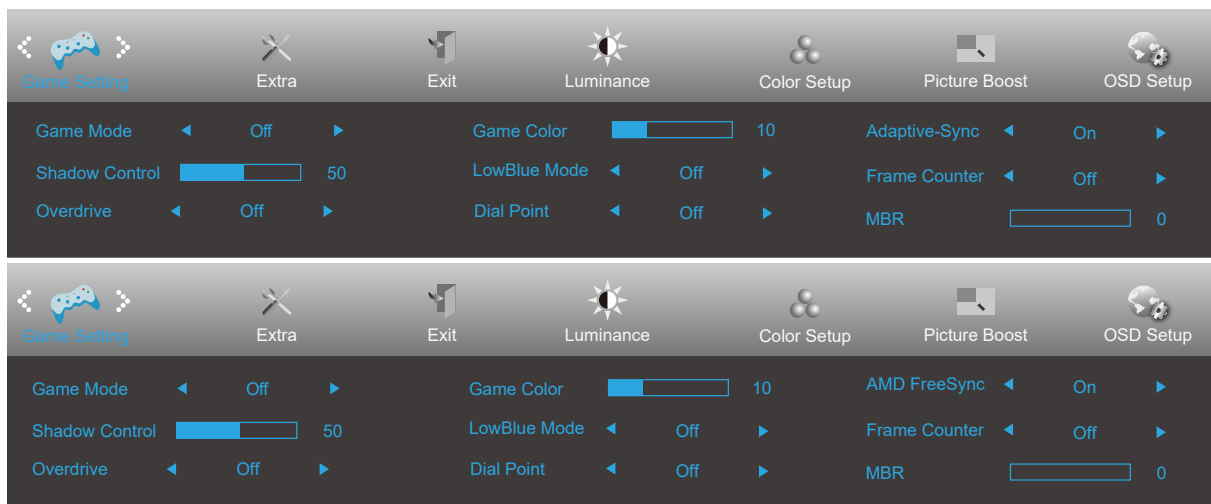 Game Setting Extra Exit Luminance Color Setup Picture Boost OSD Setup
Game Mode Off Game Color 10 Adaptive-Sync On
Shadow Control 50 LowBlue Mode Off Frame Counter Off
Overdrive Off Dial Point Off MBR 0
Game Setting Extra Exit Luminance Color Setup Picture Boost OSD Setup
Game Mode Off Game Color 10 AMD FreeSync On
Shadow Control 50 LowBlue Mode Off Frame Counter Off
Overdrive Off Dial Point Off MBR 0